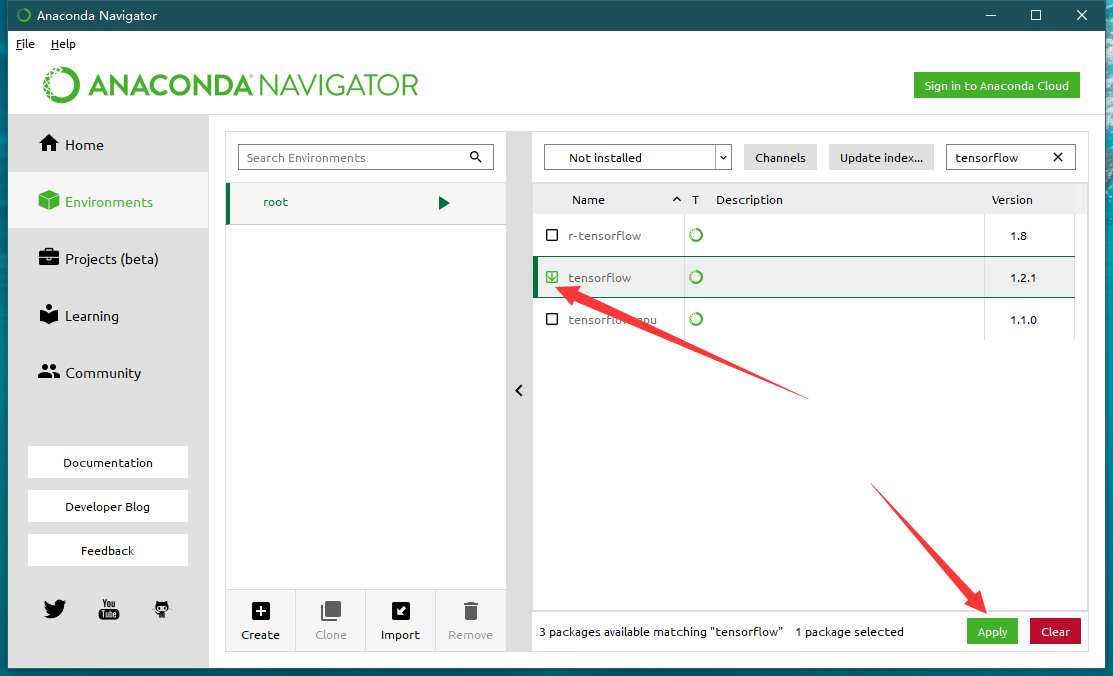 Anaconda Navigator
File Help
ANACONDA NAVIGATOR
Sign in to Anaconda Cloud
Home
Environments
Projects (beta)
Learning
Community
Documentation
Developer Blog
Feedback
You Tube
Search Environments
root
Create Clone Import Remove
Not installed Channels Update index... tensorflow
Name T Description Version
r-tensorflow 1.8
tensorflow 1.2.1
1.1.0
3 packages available matching "tensorflow" 1 package selected Apply Clear